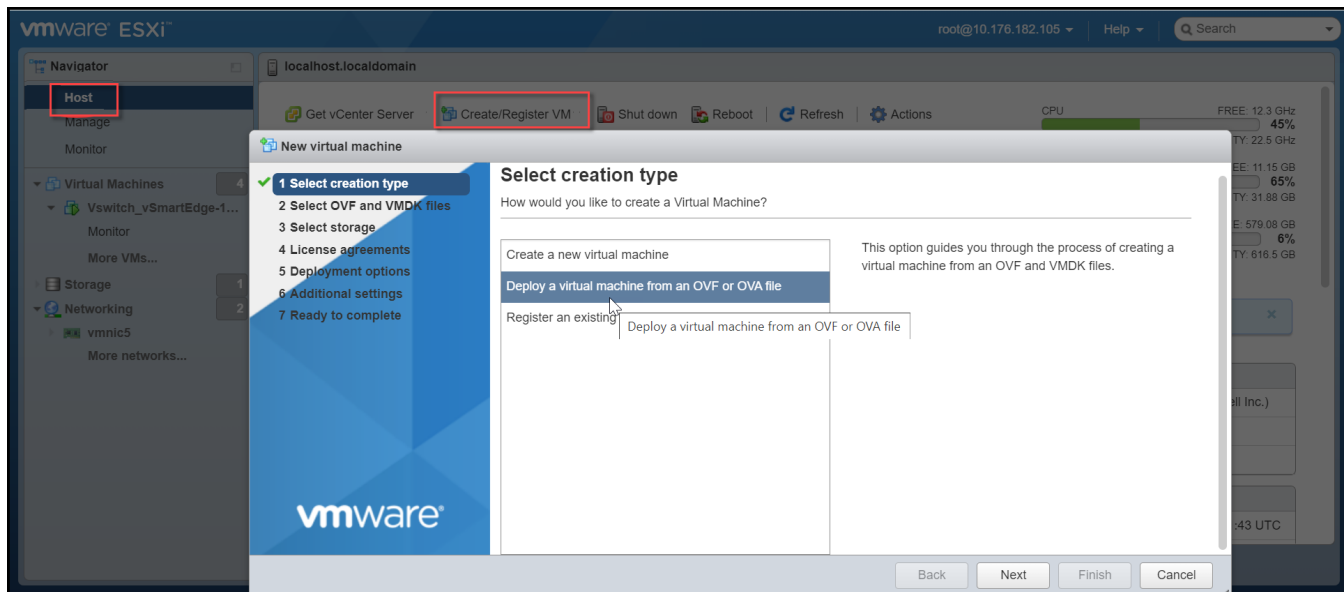 vmware ESXi™
root@10.176.182.105
Help
Search
Navigator
localhost.localdomain
Host
Manage
Monitor
Get vCenter Server
Create/Register VM
Shut down
Reboot
Refresh
Actions
CPU
FREE: 12.3 GHz
45%
TY: 22.5 GHz
EE: 11.15 GB
65%
TY: 31.88 GB
E: 579.08 GB
6%
TY: 616.5 GB
Virtual Machines 4
Vswitch_vSmartEdge-1...
Monitor
More VMs...
Storage 1
Networking 2
vmnic5
More networks...
New virtual machine
1 Select creation type
2 Select OVF and VMDK files
3 Select storage
4 License agreements
5 Deployment options
6 Additional settings
7 Ready to complete
vmware®
Select creation type
How would you like to create a Virtual Machine?
Create a new virtual machine
Deploy a virtual machine from an OVF or OVA file
Register an existing
Deploy a virtual machine from an OVF or OVA file
This option guides you through the process of creating a
virtual machine from an OVF and VMDK files.
ell Inc.)
:43 UTC
Back
Next
Finish
Cancel